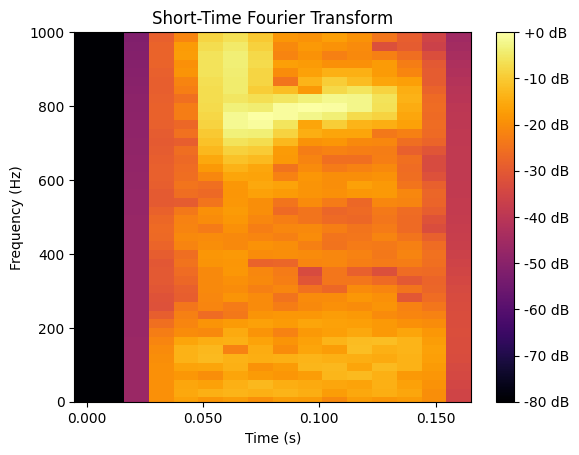 Short-Time Fourier Transform
1000
800
600
400
200
0
Frequency (Hz)
0.000
0.050
0.100
0.150
Time (s)
+0 dB
-10 dB
-20 dB
-30 dB
-40 dB
-50 dB
-60 dB
-70 dB
-80 dB